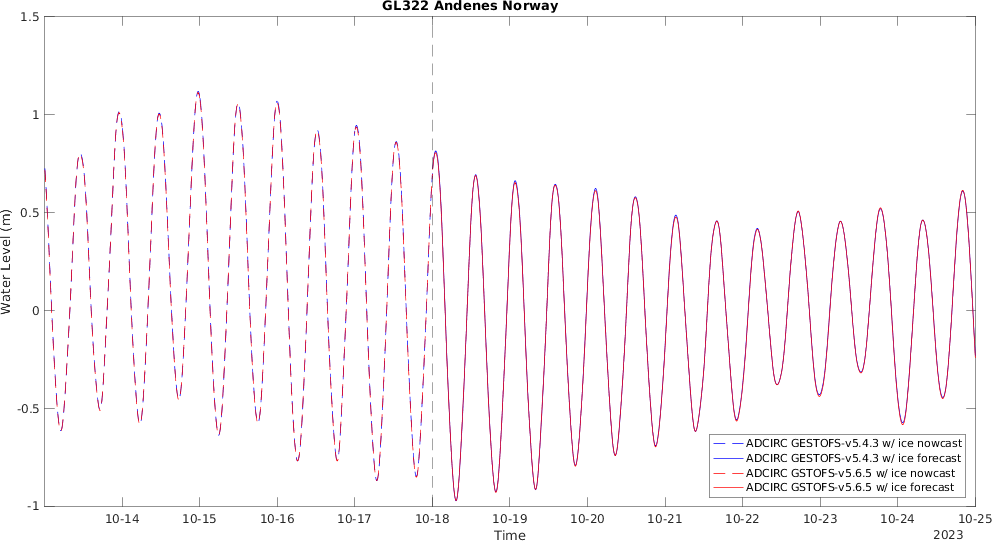 GL322 Andenes Norway
1.5
1
0.5
0
-0.5
-1
Water Level (m)
ADCIRC GESTOFS-v5.4.3 w/ ice nowcast
ADCIRC GESTOFS-v5.4.3 w/ ice forecast
ADCIRC GSTOFS-v5.6.5 w/ ice nowcast
ADCIRC GSTOFS-v5.6.5 w/ ice forecast
10-14 10-15 10-16 10-17 10-18 10-19 10-20 10-21 10-22 10-23 10-24 10-25
Time
2023